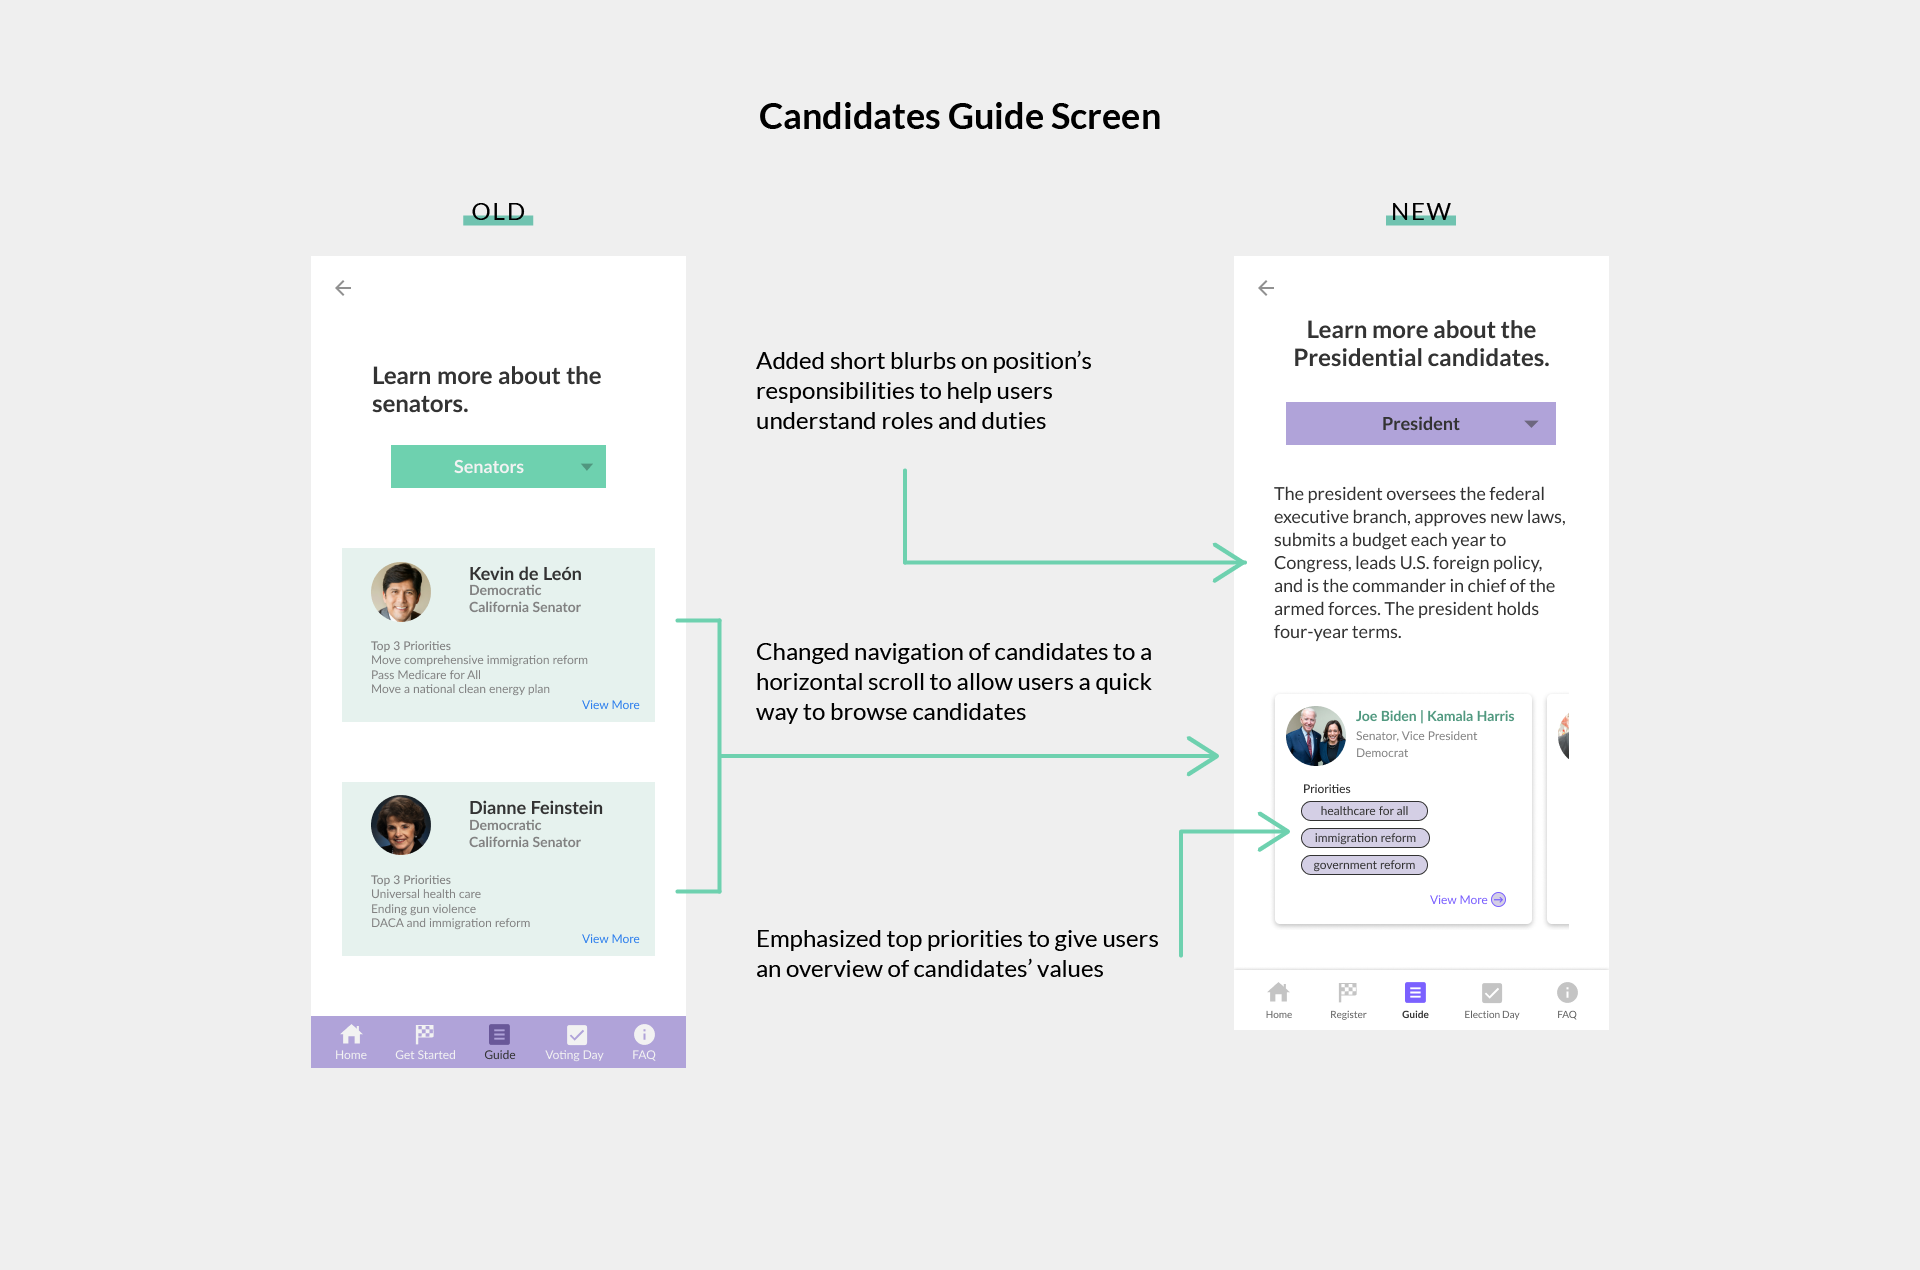 Candidates Guide Screen
OLD
Learn more about the
senators.
Senators
Kevin de León
Democratic
California Senator
Top 3 Priorities
Move comprehensive immigration reform
Pass Medicare for All
Move a national clean energy plan
View More
Dianne Feinstein
Democratic
California Senator
Top 3 Priorities
Universal health care
Ending gun violence
DACA and immigration reform
View More
Home
Get Started
Guide
Voting Day
FAQ
Added short blurbs on position’s
responsibilities to help users
understand roles and duties
Changed navigation of candidates to a
horizontal scroll to allow users a quick
way to browse candidates
Emphasized top priorities to give users
an overview of candidates’ values
NEW
Learn more about the
Presidential candidates.
President
The president oversees the federal
executive branch, approves new laws,
submits a budget each year to
Congress, leads U.S. foreign policy,
and is the commander in chief of the
armed forces. The president holds
four-year terms.
Joe Biden | Kamala Harris
Senator, Vice President
Democrat
Priorities
healthcare for all
immigration reform
government reform
View More
Home
Register
Guide
Election Day
FAQ